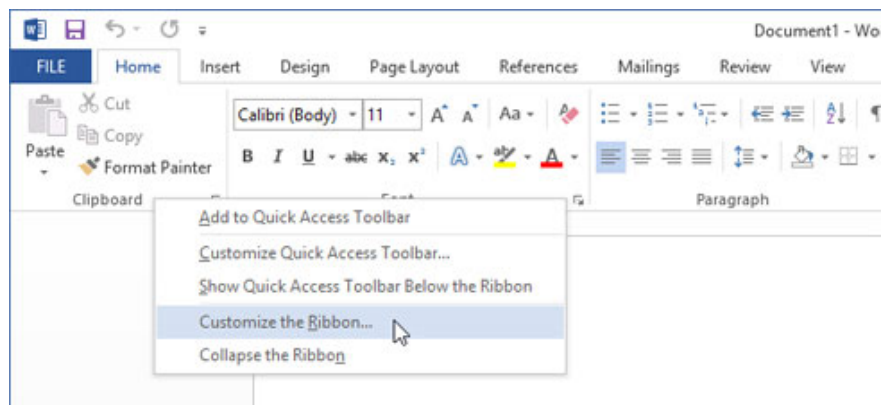 Document1 - Wo
FILE Home Insert Design Page Layout References Mailings Review View
Cut
Calibri (Body) 11 Aa
Copy
Paste
Format Painter
B I U abc X₂ X²
Clipboard Font Paragraph
Add to Quick Access Toolbar
Customize Quick Access Toolbar...
Show Quick Access Toolbar Below the Ribbon
Customize the Ribbon...
Collapse the Ribbon